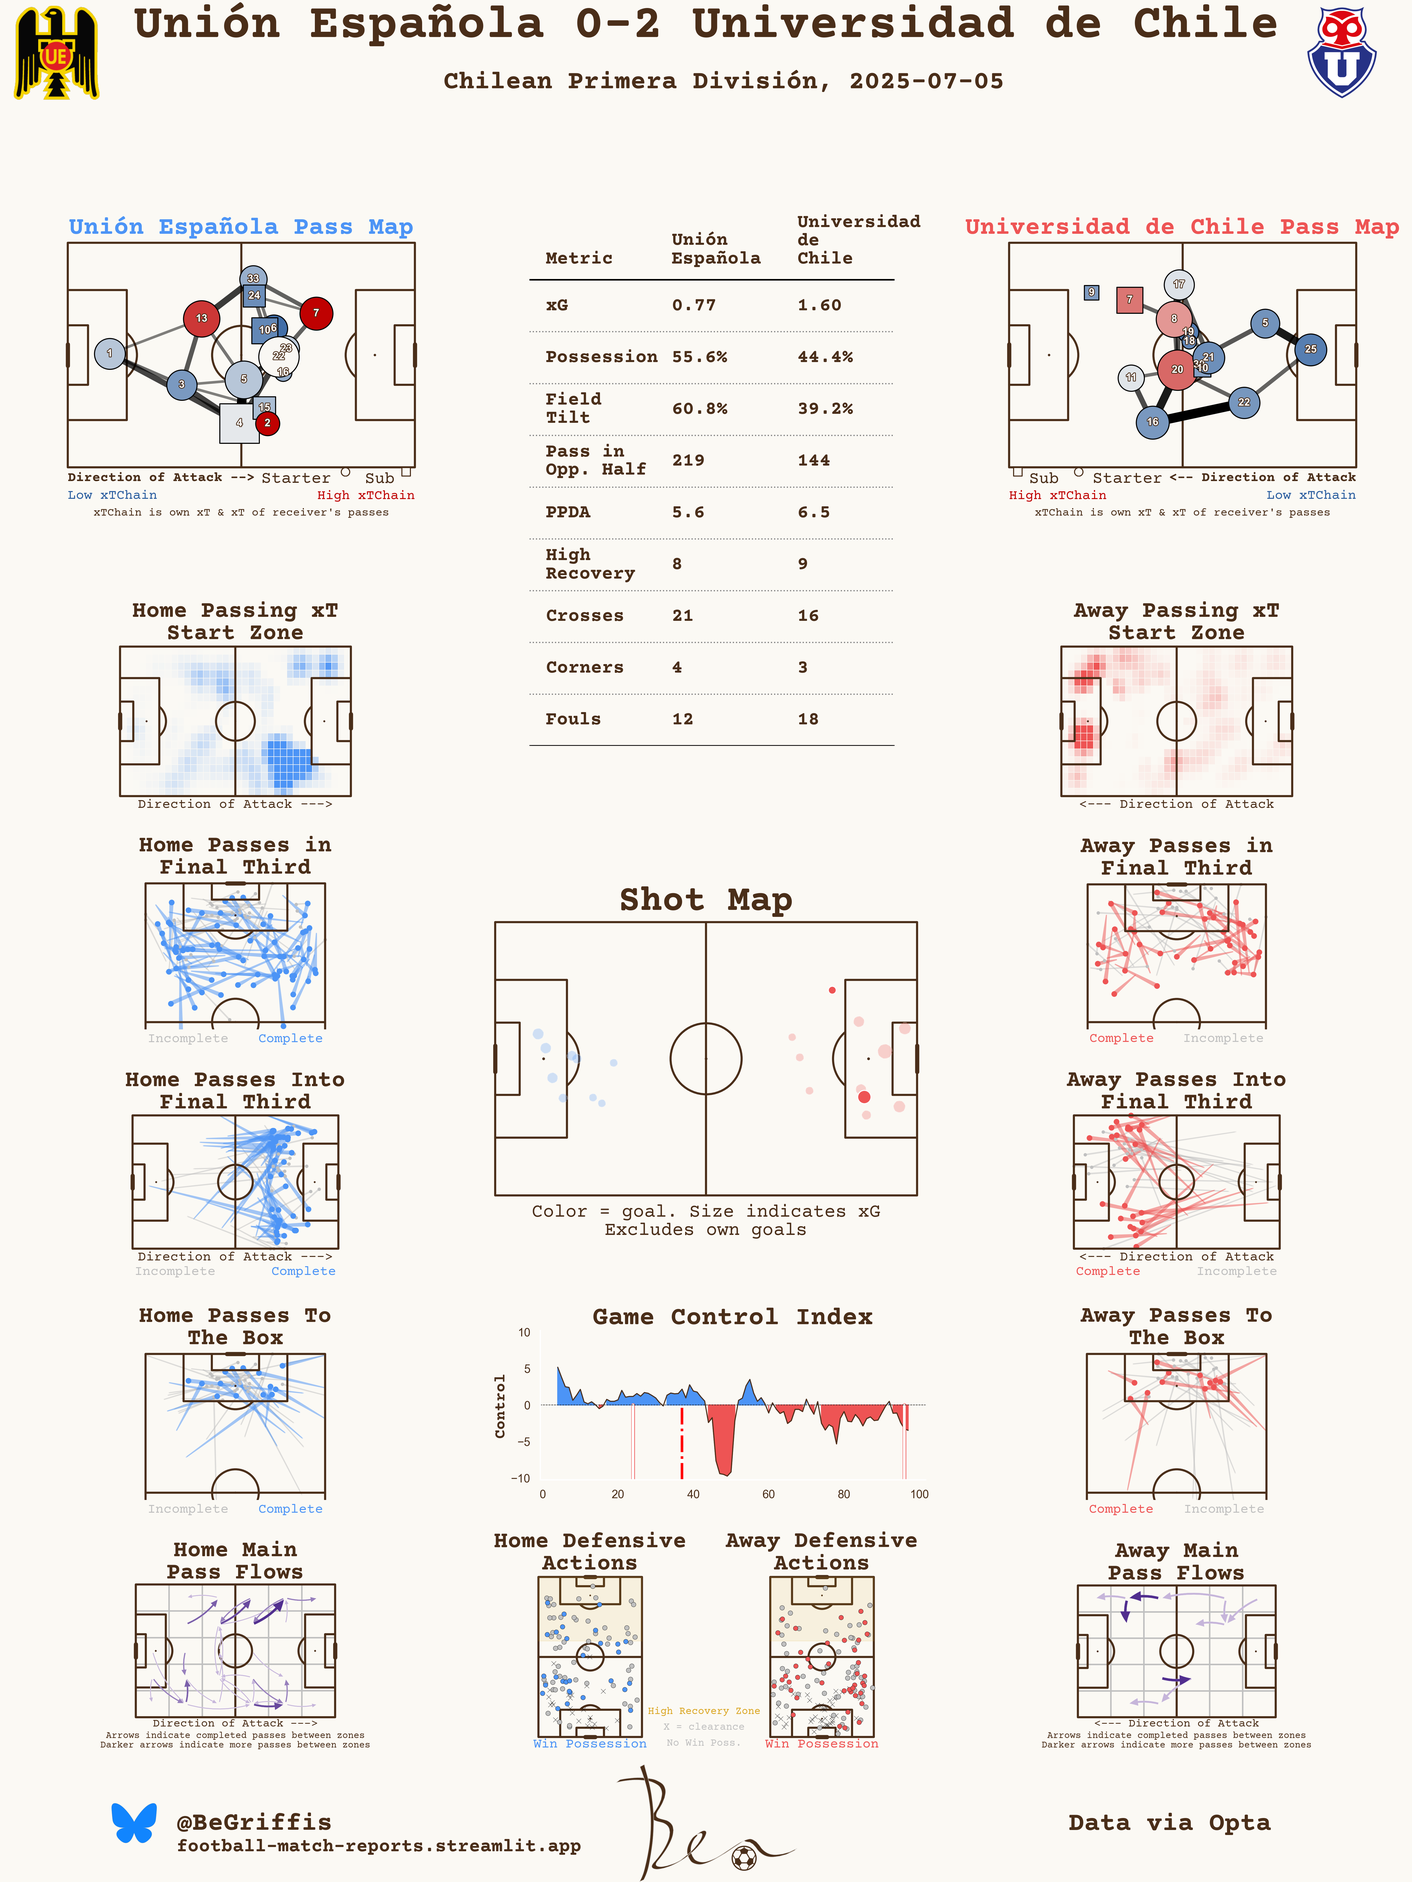 Unión Española 0-2 Universidad de Chile
Chilean Primera División, 2025-07-05
UE
U
Unión Española Pass Map
33
24
7
13
10
6
23
22
1
16
3
5
15
4
2
Direction of Attack --> Starter Sub
Low xTChain High xTChain
xTChain is own xT & xT of receiver's passes
Metric Unión Española Universidad de Chile
xG 0.77 1.60
Possession 55.6% 44.4%
Field Tilt 60.8% 39.2%
Pass in Opp. Half 219 144
PPDA 5.6 6.5
High Recovery 8 9
Crosses 21 16
Corners 4 3
Fouls 12 18
Universidad de Chile Pass Map
17
9
7
8
5
19
18
25
21
10
20
11
22
16
Sub Starter <-- Direction of Attack
High xTChain Low xTChain
xTChain is own xT & xT of receiver's passes
Home Passing xT
Start Zone
Direction of Attack --->
Away Passing xT
Start Zone
<--- Direction of Attack
Home Passes in
Final Third
Incomplete Complete
Shot Map
Color = goal. Size indicates xG
Excludes own goals
Away Passes in
Final Third
Complete Incomplete
Home Passes Into
Final Third
Direction of Attack --->
Incomplete Complete
Away Passes Into
Final Third
<--- Direction of Attack
Complete Incomplete
Home Passes To
The Box
Incomplete Complete
Game Control Index
Control
10
5
0
−5
−10
0 20 40 60 80 100
Away Passes To
The Box
Complete Incomplete
Home Main
Pass Flows
Direction of Attack --->
Arrows indicate completed passes between zones
Darker arrows indicate more passes between zones
Home Defensive
Actions
Win Possession
High Recovery Zone
X = clearance
No Win Poss.
Away Defensive
Actions
Win Possession
Away Main
Pass Flows
<--- Direction of Attack
Arrows indicate completed passes between zones
Darker arrows indicate more passes between zones
@BeGriffis
football-match-reports.streamlit.app
Ben
Data via Opta